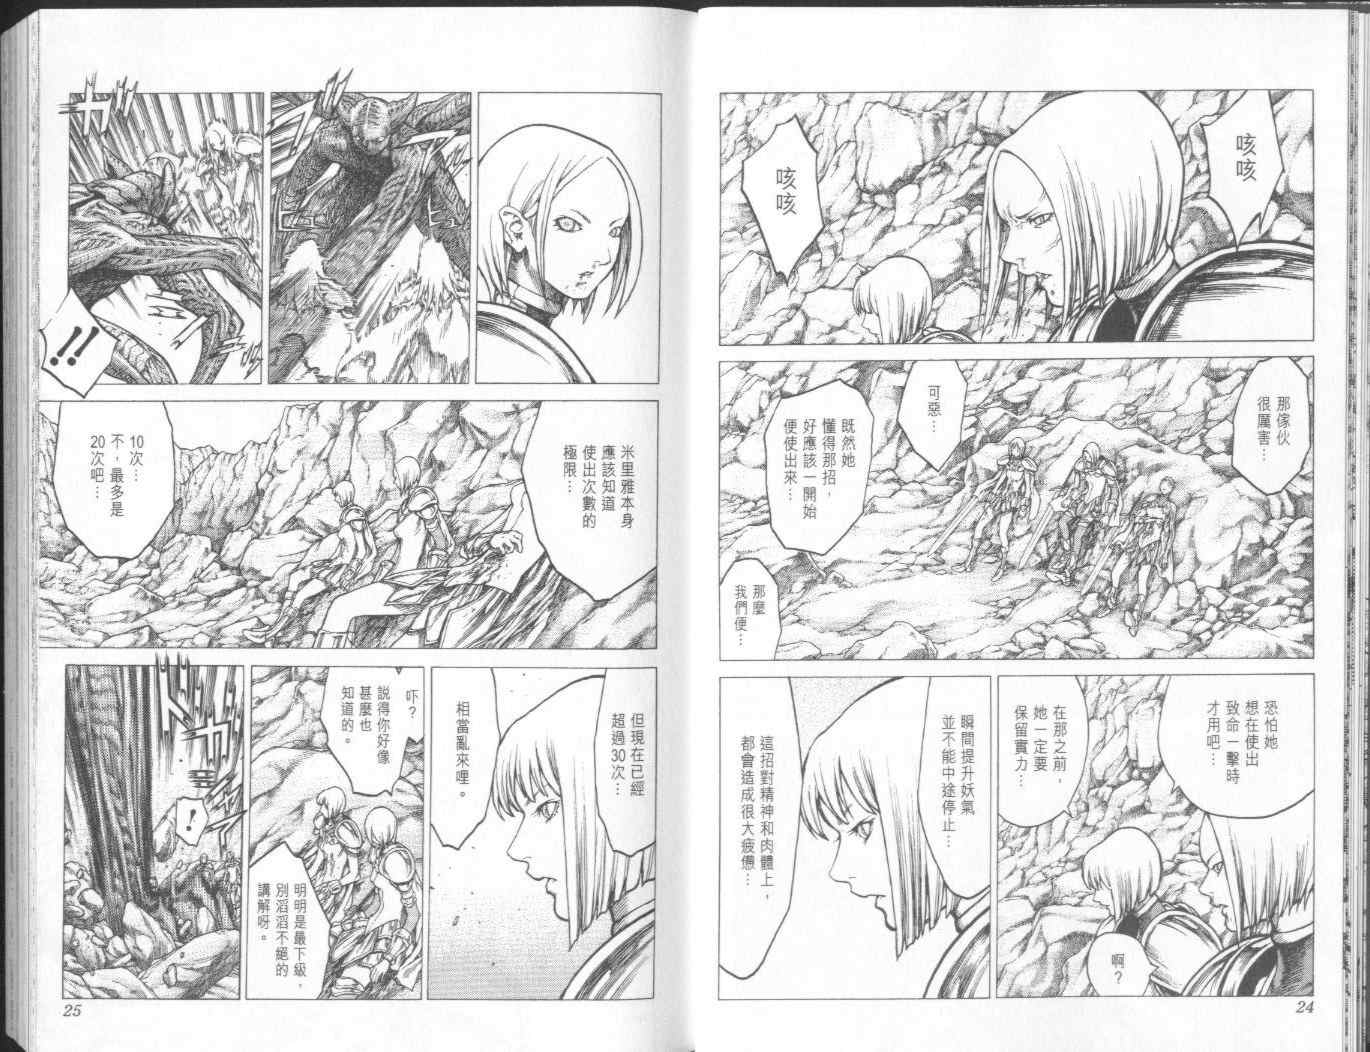 咳咳
咳咳
那傢伙
很厲害…
可惡…
既然她
懂得那招，
好應該一開始
便使出來…
那麼
我們便…
恐怕她
想在使出
致命一擊時
才用吧…
在那之前，
她一定要
保留實力…
啊？
瞬間提升妖氣
並不能中途停止…
這招對精神和肉體上，
都會造成很大疲憊…
24
!!
米里雅本身
應該知道
使出次數的
極限…
10次…
不，最多是
20次吧…
但現在已經
超過30次…
相當亂來哩。
吓？
說得你好像
甚麼也
知道的。
明明是最下級，
別滔滔不絕的
講解呀。
!
25